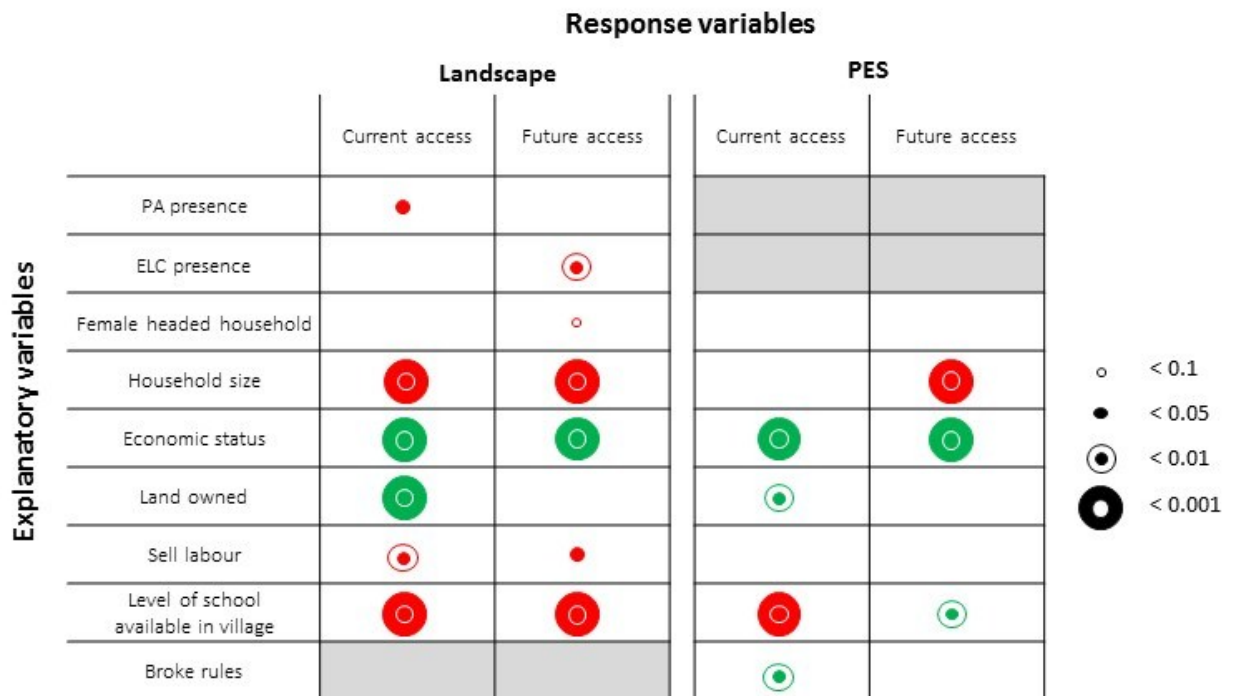 Response variables
Landscape
PES
Current access
Future access
Current access
Future access
Explanatory variables
PA presence
ELC presence
Female headed household
Household size
Economic status
Land owned
Sell labour
Level of school
available in village
Broke rules
< 0.1
< 0.05
< 0.01
< 0.001